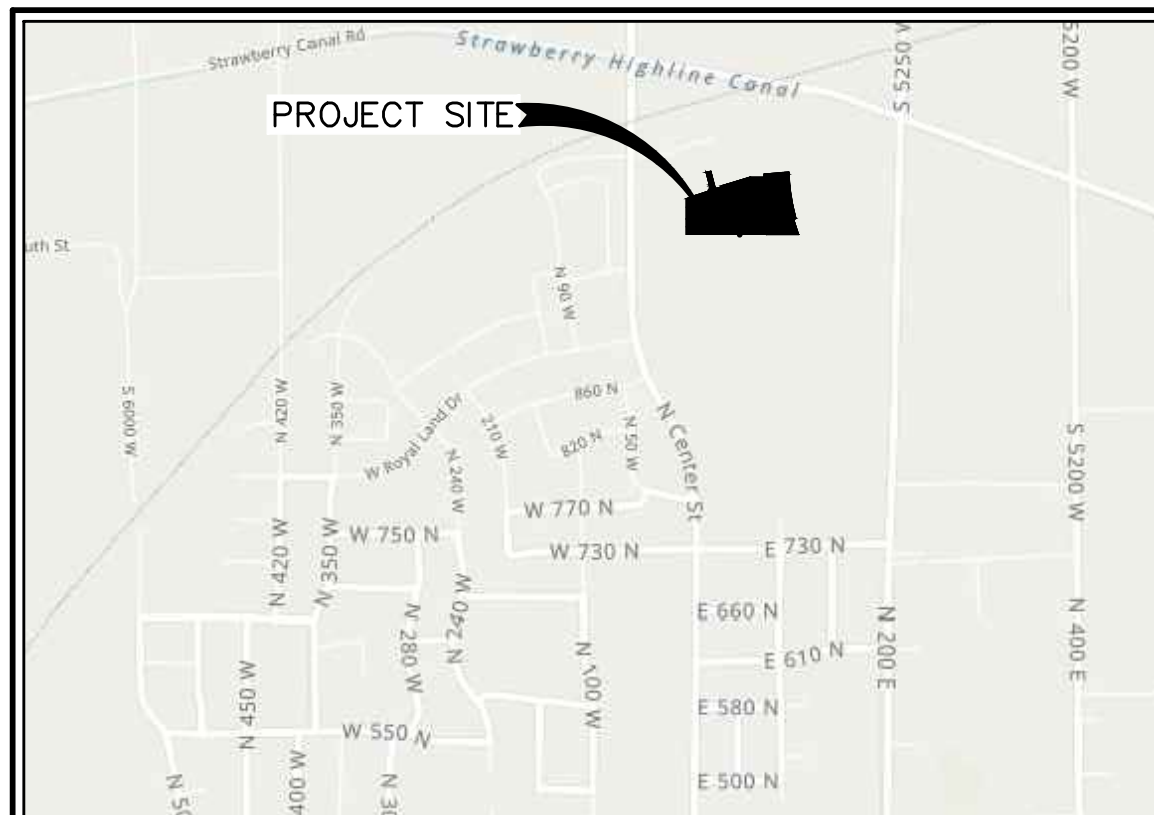 Strawberry Canal Rd
Strawberry Highline Canal
S 5250 W
5200 W
PROJECT SITE
uth St
N 90 W
S 6000 W
N 420 W
N 350 W
W Royal Land Dr
210 W
860 N
820 N
N 50 W
N Center St
N 240 W
S 5200 W
W 770 N
W 750 N
W 730 N
E 730 N
N 420 W
N 350 W
N 280 W
N 240 W
N 100 W
E 660 N
E 610 N
N 200 E
N 400 E
N 450 W
W 550 N
E 580 N
E 500 N
400 W